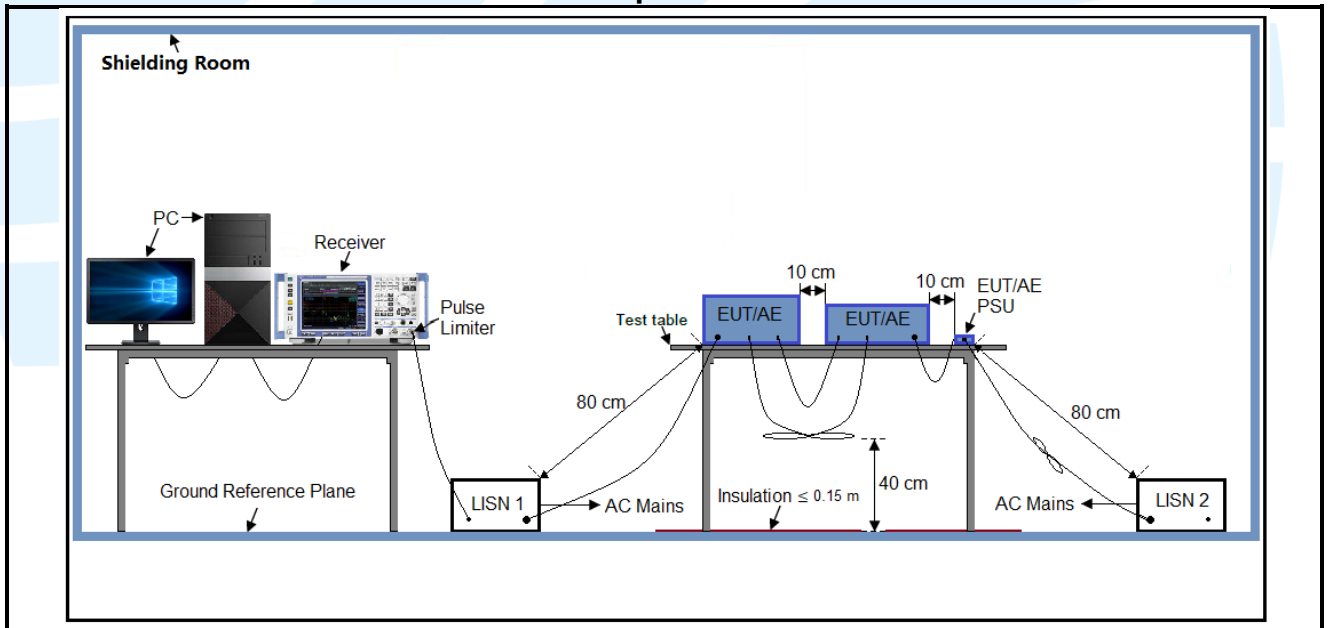 Shielding Room
PC
Receiver
Pulse
Limiter
10 cm
10 cm
EUT/AE
PSU
EUT/AE
EUT/AE
Test table
80 cm
80 cm
40 cm
Ground Reference Plane
LISN 1
AC Mains
Insulation ≤ 0.15 m
AC Mains
LISN 2